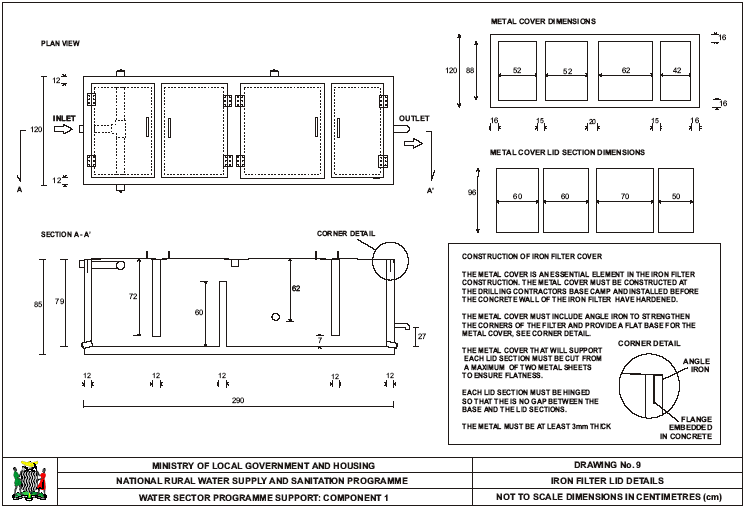 PLAN VIEW
12
INLET
120
12
A
OUTLET
A'
METAL COVER DIMENSIONS
16
120
88
52
52
62
42
16
16
15
20
15
16
METAL COVER LID SECTION DIMENSIONS
96
60
60
70
50
SECTION A - A'
CORNER DETAIL
85
79
72
60
62
7
27
12
12
12
12
12
290
CONSTRUCTION OF IRON FILTER COVER
THE METAL COVER IS AN ESSENTIAL ELEMENT IN THE IRON FILTER
CONSTRUCTION. THE METAL COVER MUST BE CONSTRUCTED AT
THE DRILLING CONTRACTORS BASE CAMP AND INSTALLED BEFORE
THE CONCRETE WALL OF THE IRON FILTER HAVE HARDENED.
THE METAL COVER MUST INCLUDE ANGLE IRON TO STRENGTHEN
THE CORNERS OF THE FILTER AND PROVIDE A FLAT BASE FOR THE
METAL COVER, SEE CORNER DETAIL.
THE METAL COVER THAT WILL SUPPORT
EACH LID SECTION MUST BE CUT FROM
A MAXIMUM OF TWO METAL SHEETS
TO ENSURE FLATNESS.
EACH LID SECTION MUST BE HINGED
SO THAT THE IS NO GAP BETWEEN THE
BASE AND THE LID SECTIONS.
THE METAL MUST BE AT LEAST 3mm THICK
CORNER DETAIL
ANGLE
IRON
FLANGE
EMBEDDED
IN CONCRETE
MINISTRY OF LOCAL GOVERNMENT AND HOUSING
NATIONAL RURAL WATER SUPPLY AND SANITATION PROGRAMME
WATER SECTOR PROGRAMME SUPPORT: COMPONENT 1
DRAWING No. 9
IRON FILTER LID DETAILS
NOT TO SCALE DIMENSIONS IN CENTIMETRES (cm)